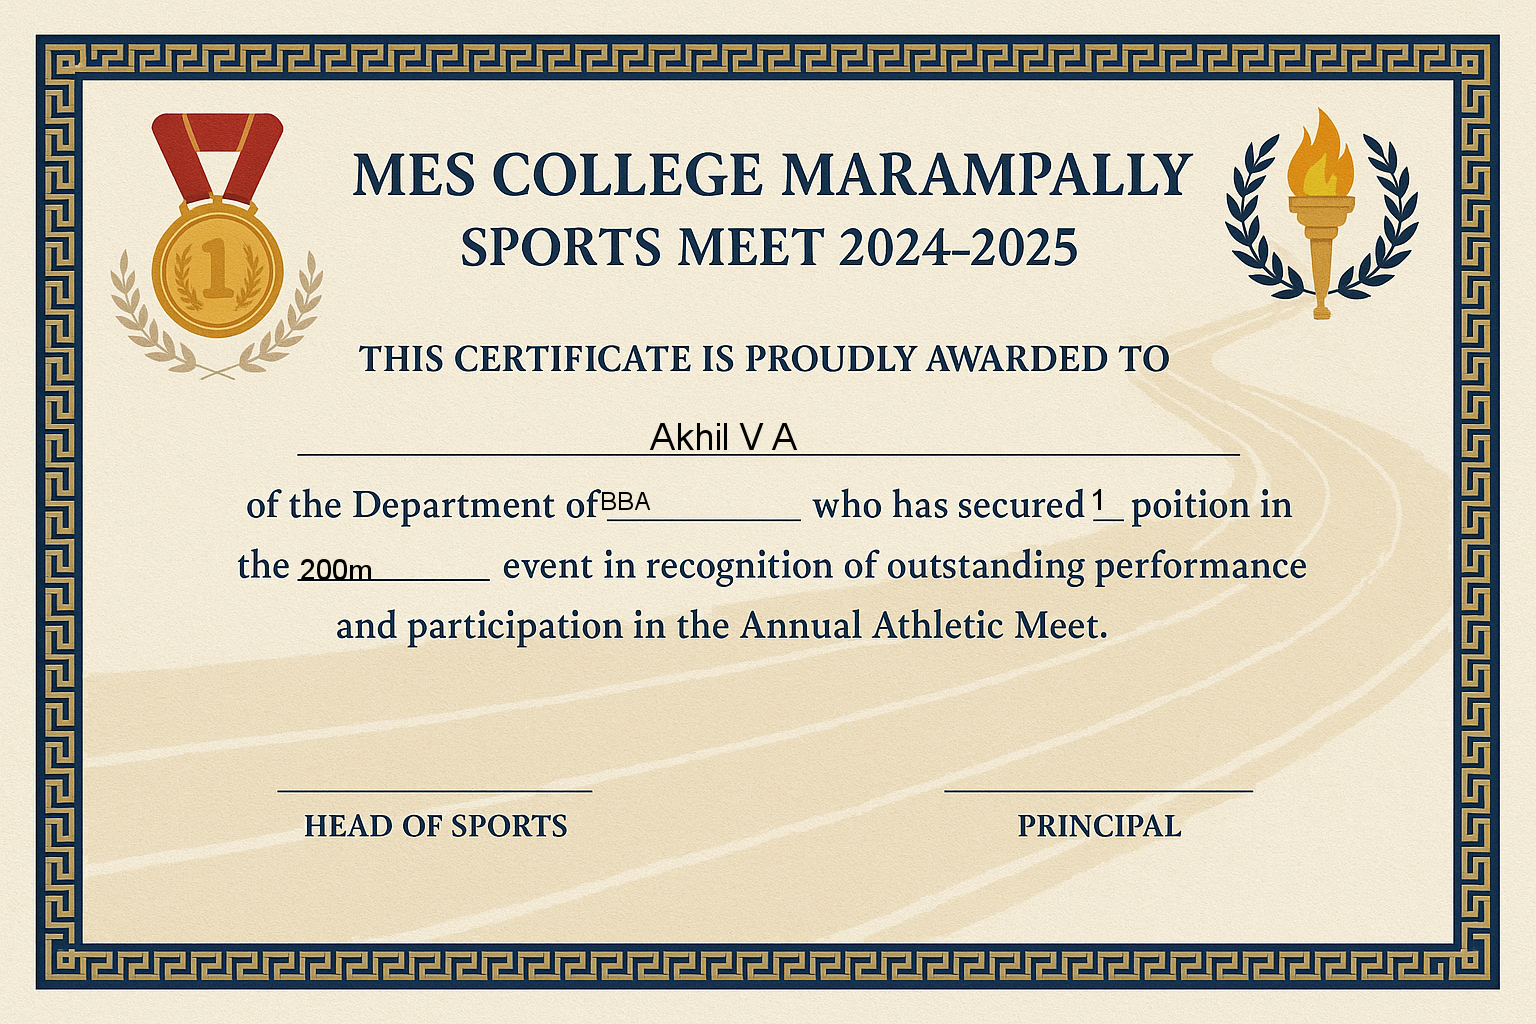 1
MES COLLEGE MARAMPALLY
SPORTS MEET 2024–2025
THIS CERTIFICATE IS PROUDLY AWARDED TO
Akhil V A
of the Department of BBA who has secured 1 poition in
the 200m event in recognition of outstanding performance
and participation in the Annual Athletic Meet.
HEAD OF SPORTS
PRINCIPAL